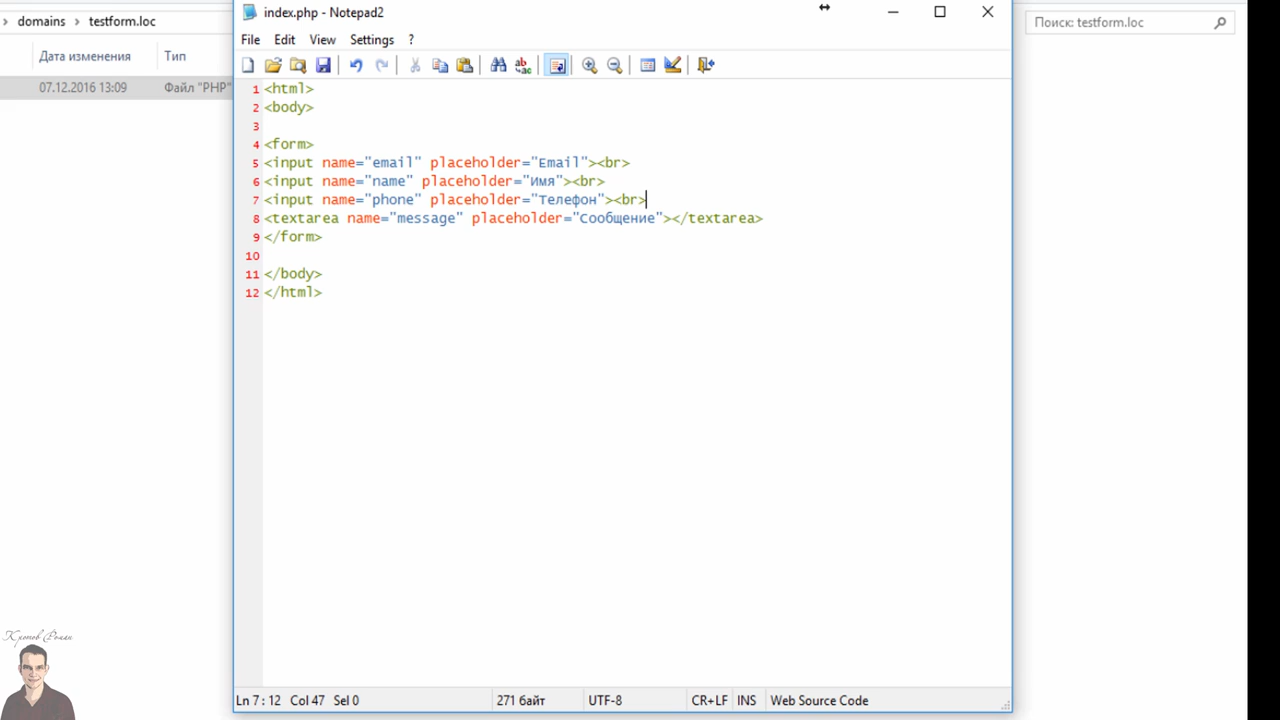 domains > testform.loc
Дата изменения Тип
07.12.2016 13:09 Файл "PHP"
index.php - Notepad2
File Edit View Settings ?
1 <html>
2 <body>
3
4 <form>
5 <input name="email" placeholder="Email"><br>
6 <input name="name" placeholder="Имя"><br>
7 <input name="phone" placeholder="Телефон"><br>
8 <textarea name="message" placeholder="Сообщение"></textarea>
9 </form>
10
11 </body>
12 </html>
Ln 7 : 12 Col 47 Sel 0 271 байт UTF-8 CR+LF INS Web Source Code
Поиск: testform.loc
Кротов Роман